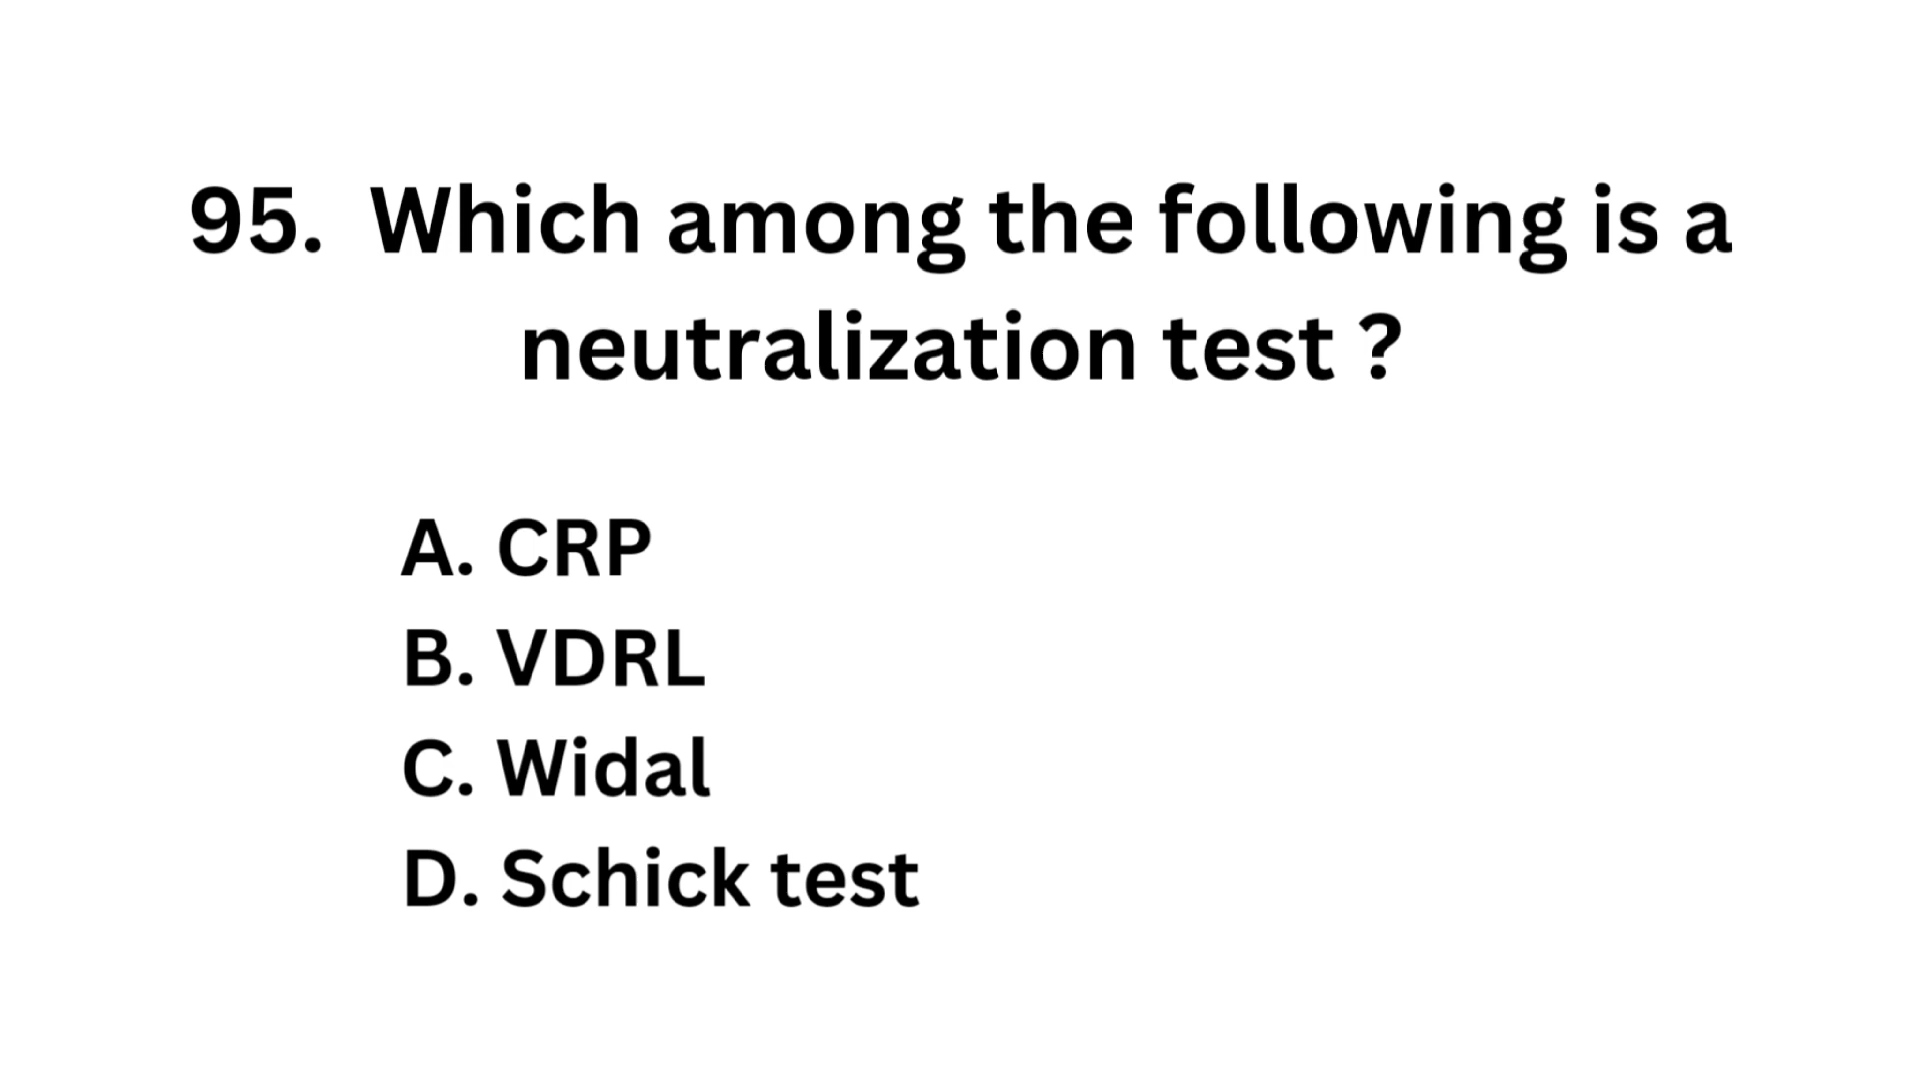 95. Which among the following is a
neutralization test ?
A. CRP
B. VDRL
C. Widal
D. Schick test